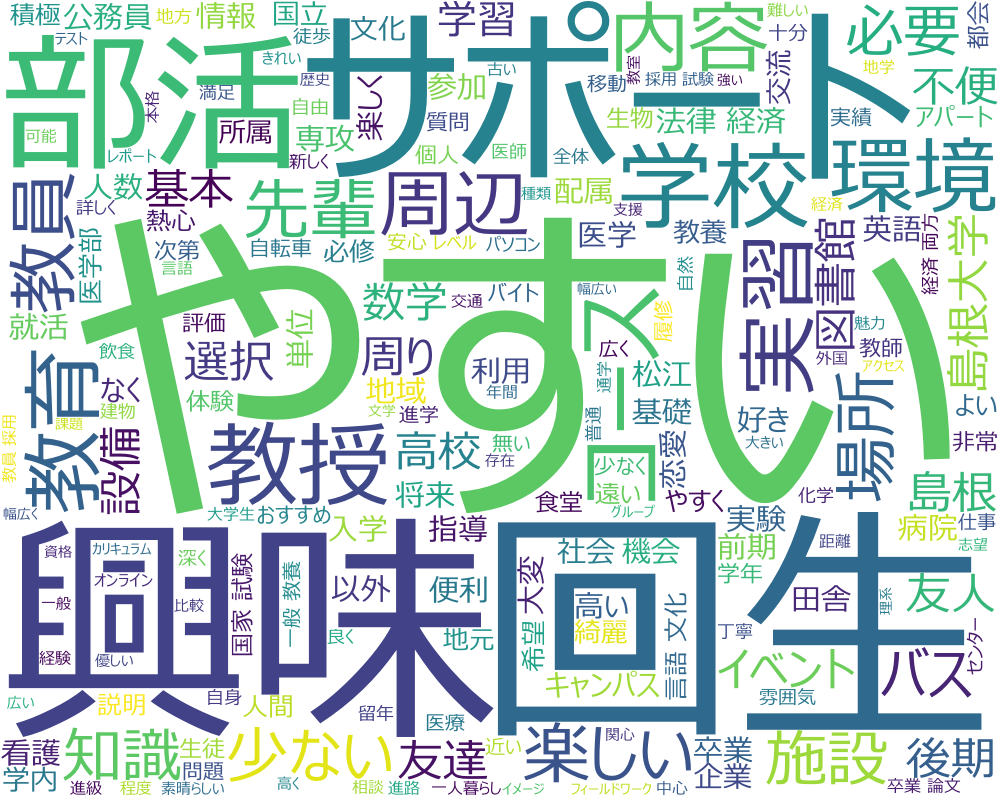 積極
公務員
地方
情報
国立
文化
学習
サポート
内容
難しい
十分
必要
都会
テスト
きれい
徒歩
部活
本格
満足
歴史
自由
参加
移動
教室
採用 試験
強い
交流
地学
不便
可能
レポート
所属
専攻
楽しく
質問
生物
法律
経済
実績
アパート
新しく
個人
医師
全体
学校
環境
教員
人数
詳しく
基本
熱心
先輩
周辺
種類
配属
支援
経済
次第
言語
自転車
必修
安心
レベル
パソコン
医学
教養
実習
図書館
英語
経済 両方
島根大学
医学部
就活
やすい
評価
単位
数学
交通
バイト
幅広い
自然
スー
履修
魅力
飲食
選択
周り
利用
年間
通学
広く
松江
外国
教師
アクセス
教育
なく
建物
体験
地域
文学
進学
普通
基礎
好き
大きい
場所
よい
課題
教員 採用
設備
教授
高校
無い
存在
少なく
恋愛
非常
遠い
グループ
やすく
化学
島根
幅広く
大学生
おすすめ
将来
食堂
入学
指導
実験
病院
仕事
志望
興味
回生
資格
カリキュラム
深く
オンライン
一般
比較
経験
優しい
国家 試験
一般 教養
以外
便利
良く
地元
社会
機会
前期
学年
距離
希望
大変
高い
綺麗
田舎
理系
友人
言語 文化
丁寧
バス
センター
広い
説明
自身
人間
留年
医療
キャンパス
イベント
雰囲気
看護
学内
知識
生徒
問題
少ない
友達
近い
楽しい
関心
卒業
企業
施設
後期
進級
程度
素晴らしい
高く
相談
進路
一人暮らし
イメージ
フィールドワーク
中心
卒業 論文